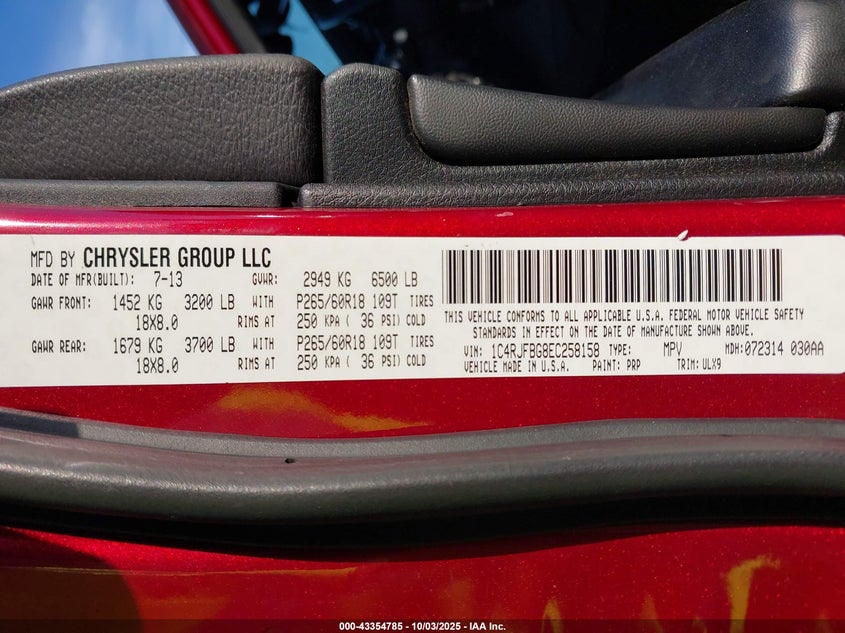 MFD BY CHRYSLER GROUP LLC
DATE OF MFR(BUILT): 7-13 GVWR: 2949 KG 6500 LB
GAWR FRONT: 1452 KG 3200 LB WITH P265/60R18 109T TIRES
18X8.0 RIMS AT 250 KPA ( 36 PSI) COLD
GAWR REAR: 1679 KG 3700 LB WITH P265/60R18 109T TIRES
18X8.0 RIMS AT 250 KPA ( 36 PSI) COLD
THIS VEHICLE CONFORMS TO ALL APPLICABLE U.S.A. FEDERAL MOTOR VEHICLE SAFETY
STANDARDS IN EFFECT ON THE DATE OF MANUFACTURE SHOWN ABOVE.
VIN: 1C4RJFBG8EC258158 TYPE: MPV MDH: 072314 030AA
VEHICLE MADE IN U.S.A. PAINT: PRP TRIM: ULX9
000-43354785 - 10/03/2025 - IAA Inc.